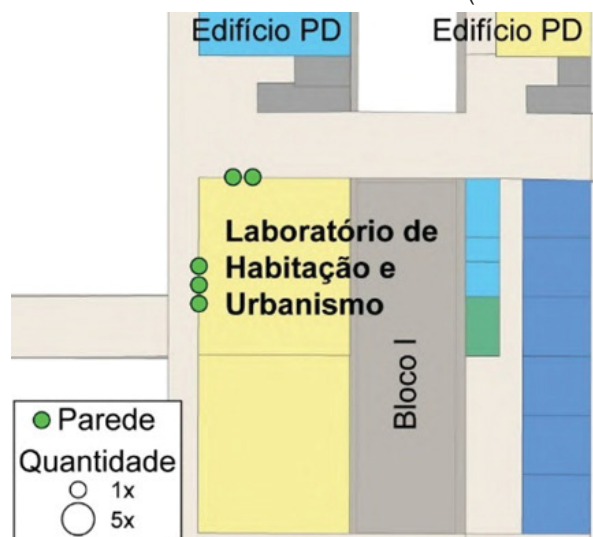 Edifício PD
Edifício PD
Laboratório de
Habitação e
Urbanismo
Bloco I
Parede
Quantidade
1x
5x